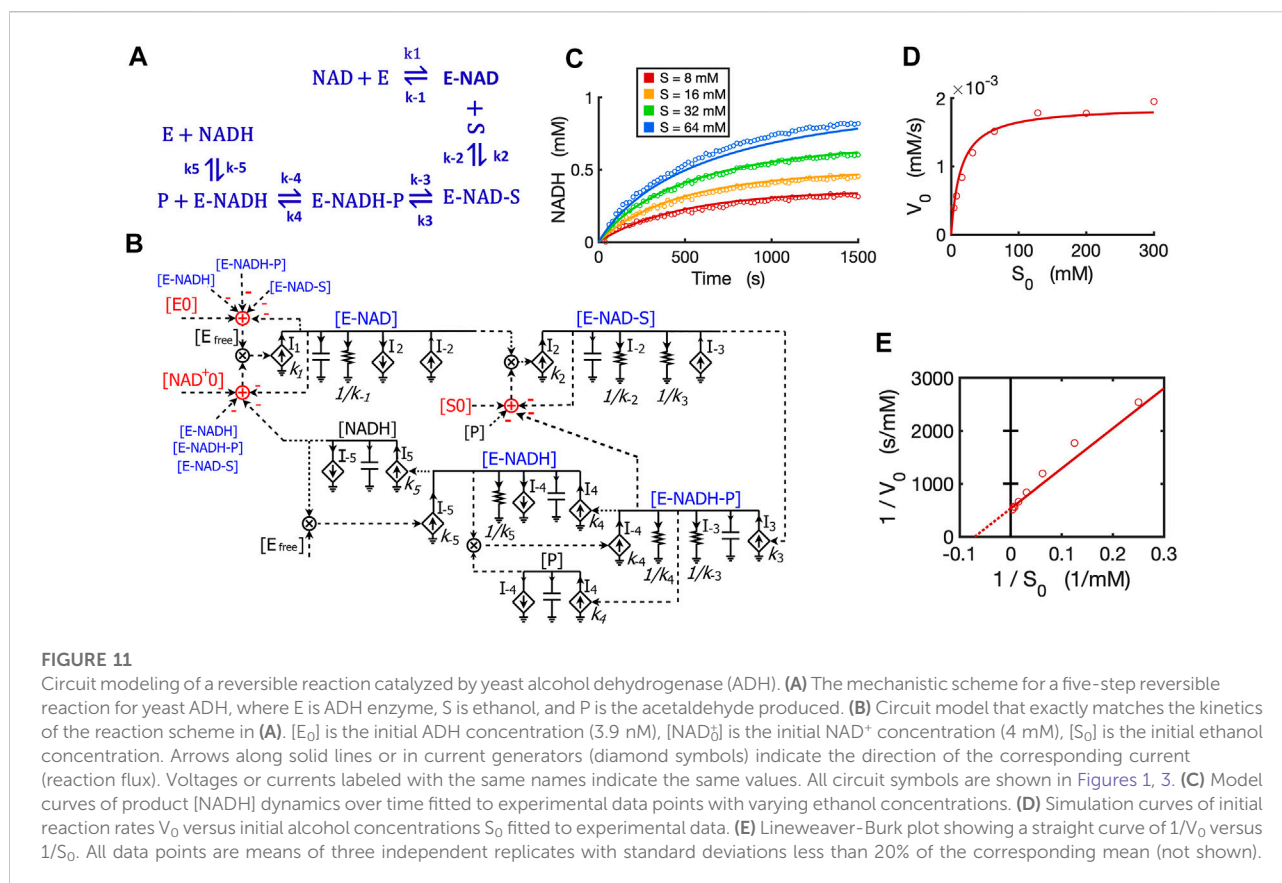 A
k1
NAD + E ⇌ E-NAD
k-1
+
S
k-2 ⇌ k2
E + NADH
k5 ⇌ k-5
k-4 k-3
P + E-NADH ⇌ E-NADH-P ⇌ E-NAD-S
k4 k3
C
S = 8 mM
S = 16 mM
S = 32 mM
S = 64 mM
NADH (mM)
1
0.5
0
0 500 1000 1500
Time (s)
D
×10⁻³
V₀ (mM/s)
2
1
0
0 100 200 300
S₀ (mM)
B
[E-NADH-P]
[E-NADH]
[E-NAD-S]
[E0]
[E free]
[NAD⁺0]
[E-NADH]
[E-NADH-P]
[E-NAD-S]
[E-NAD]
I1
k1
1/k-1
I2
I-2
[E-NAD-S]
I2
k2
I-2
1/k-2
1/k3
I-3
[S0]
[P]
[NADH]
I-5
I5
k5
[E free]
[E-NADH]
I-5
k-5
1/k5
I-4
I4
k4
[E-NADH-P]
I-4
k-4
1/k4
I-3
1/k-3
I3
k3
[P]
I-4
I4
k4
E
1 / V₀ (s/mM)
3000
2000
1000
0
-0.1 0 0.1 0.2 0.3
1 / S₀ (1/mM)
FIGURE 11
Circuit modeling of a reversible reaction catalyzed by yeast alcohol dehydrogenase (ADH). (A) The mechanistic scheme for a five-step reversible
reaction for yeast ADH, where E is ADH enzyme, S is ethanol, and P is the acetaldehyde produced. (B) Circuit model that exactly matches the kinetics
of the reaction scheme in (A). [E₀] is the initial ADH concentration (3.9 nM), [NAD₀⁺] is the initial NAD⁺ concentration (4 mM), [S₀] is the initial ethanol
concentration. Arrows along solid lines or in current generators (diamond symbols) indicate the direction of the corresponding current
(reaction flux). Voltages or currents labeled with the same names indicate the same values. All circuit symbols are shown in Figures 1, 3. (C) Model
curves of product [NADH] dynamics over time fitted to experimental data points with varying ethanol concentrations. (D) Simulation curves of initial
reaction rates V₀ versus initial alcohol concentrations S₀ fitted to experimental data. (E) Lineweaver-Burk plot showing a straight curve of 1/V₀ versus
1/S₀. All data points are means of three independent replicates with standard deviations less than 20% of the corresponding mean (not shown).